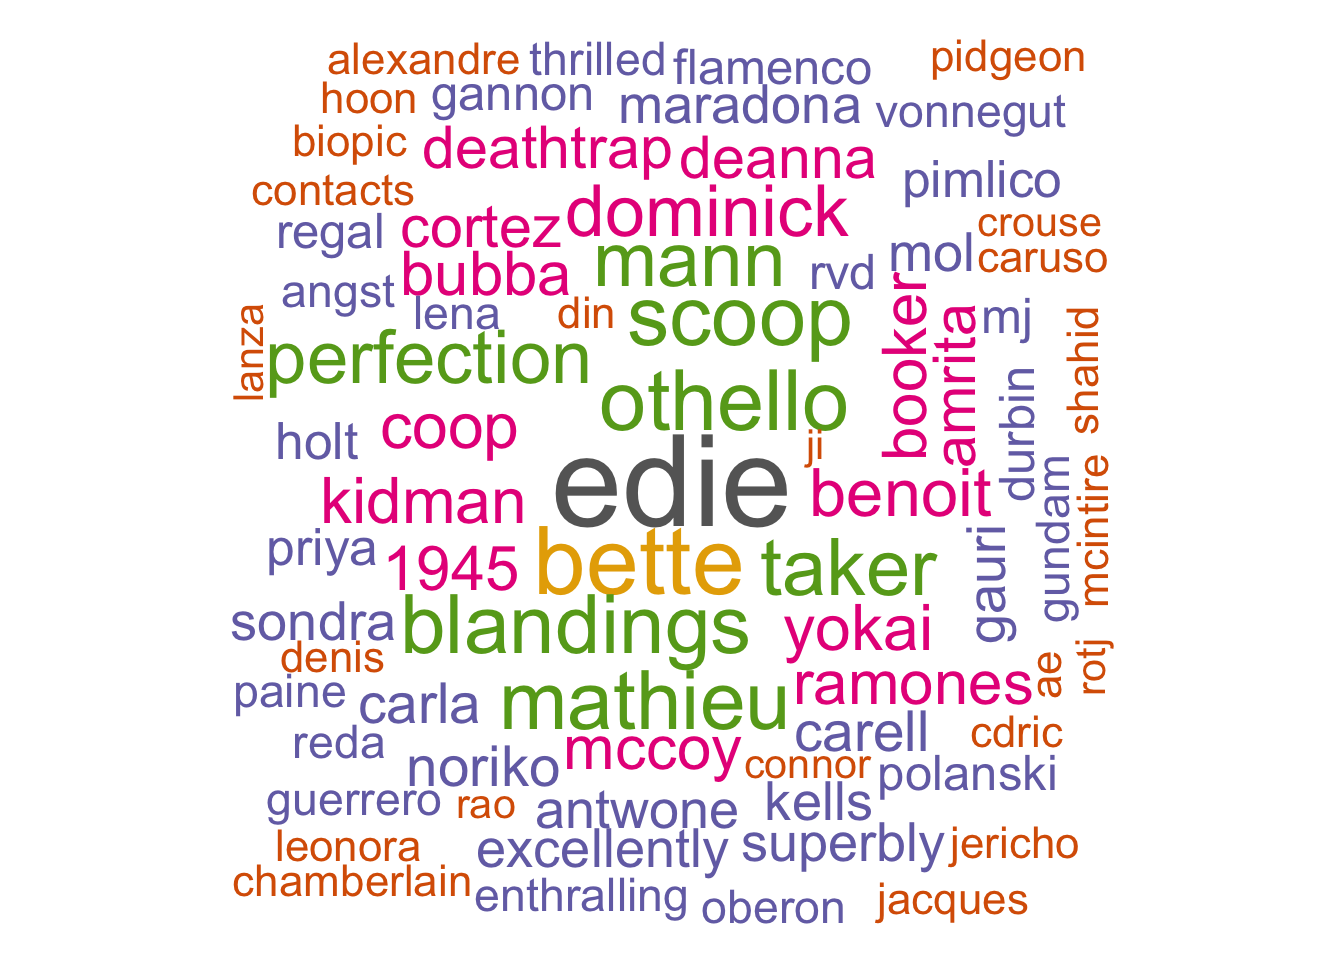 alexandre thrilled flamenco pidgeon
hoon gannon maradona vonnegut
biopic deathtrap deanna pimlico
contacts cortez dominick crouse
regal bubba mann rvd mol caruso
angst lena din scoop booker amrita mj shahid
lanza perfection othello durbin
holt coop edie ji benoit gundam mcintire
kidman gauri
priya 1945 bette taker
sondra blandings yokai
denis mathieu ramones ae rotj
paine carla carell cdric
reda noriko mccoy connor polanski
guerrero rao antwone kells
leonora excellently superbly jericho
chamberlain enthralling oberon jacques